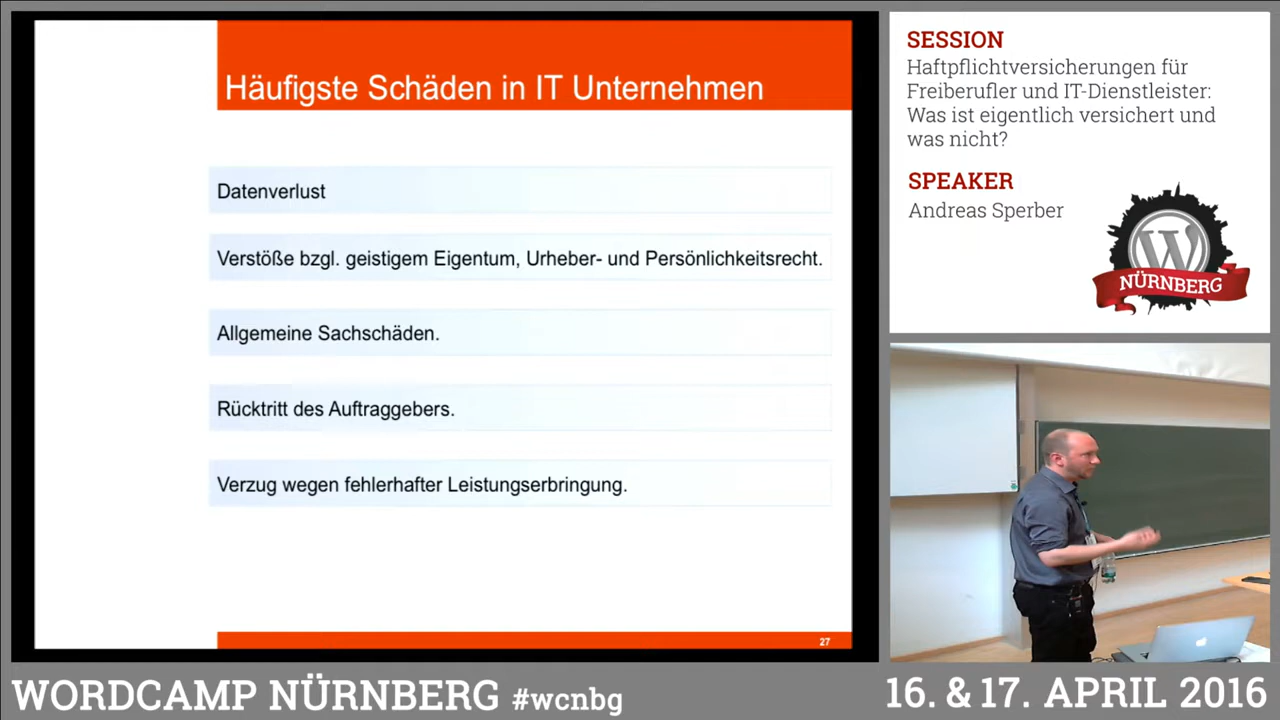 Häufigste Schäden in IT Unternehmen
Datenverlust
Verstöße bzgl. geistigem Eigentum, Urheber- und Persönlichkeitsrecht.
Allgemeine Sachschäden.
Rücktritt des Auftraggebers.
Verzug wegen fehlerhafter Leistungserbringung.
27
SESSION
Haftpflichtversicherungen für
Freiberufler und IT-Dienstleister:
Was ist eigentlich versichert und
was nicht?
SPEAKER
Andreas Sperber
W
NÜRNBERG
WORDCAMP NÜRNBERG #wcnbg
16. & 17. APRIL 2016